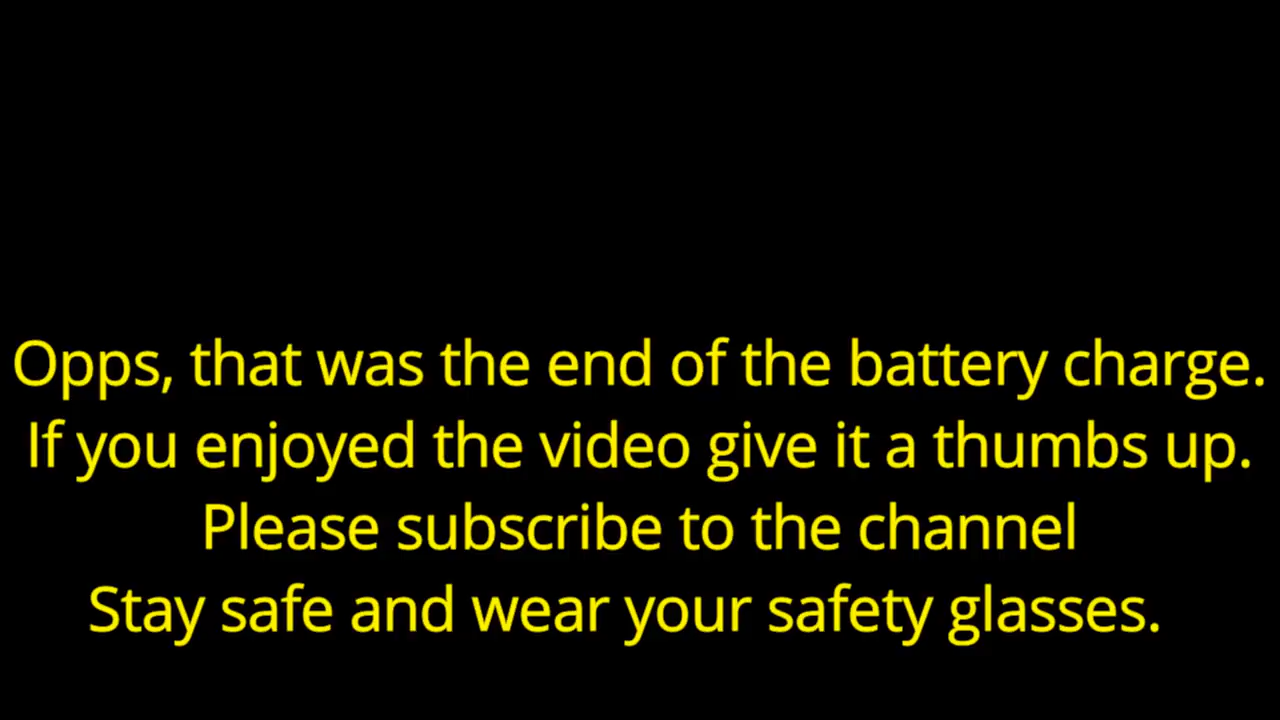 Opps, that was the end of the battery charge.
If you enjoyed the video give it a thumbs up.
Please subscribe to the channel
Stay safe and wear your safety glasses.